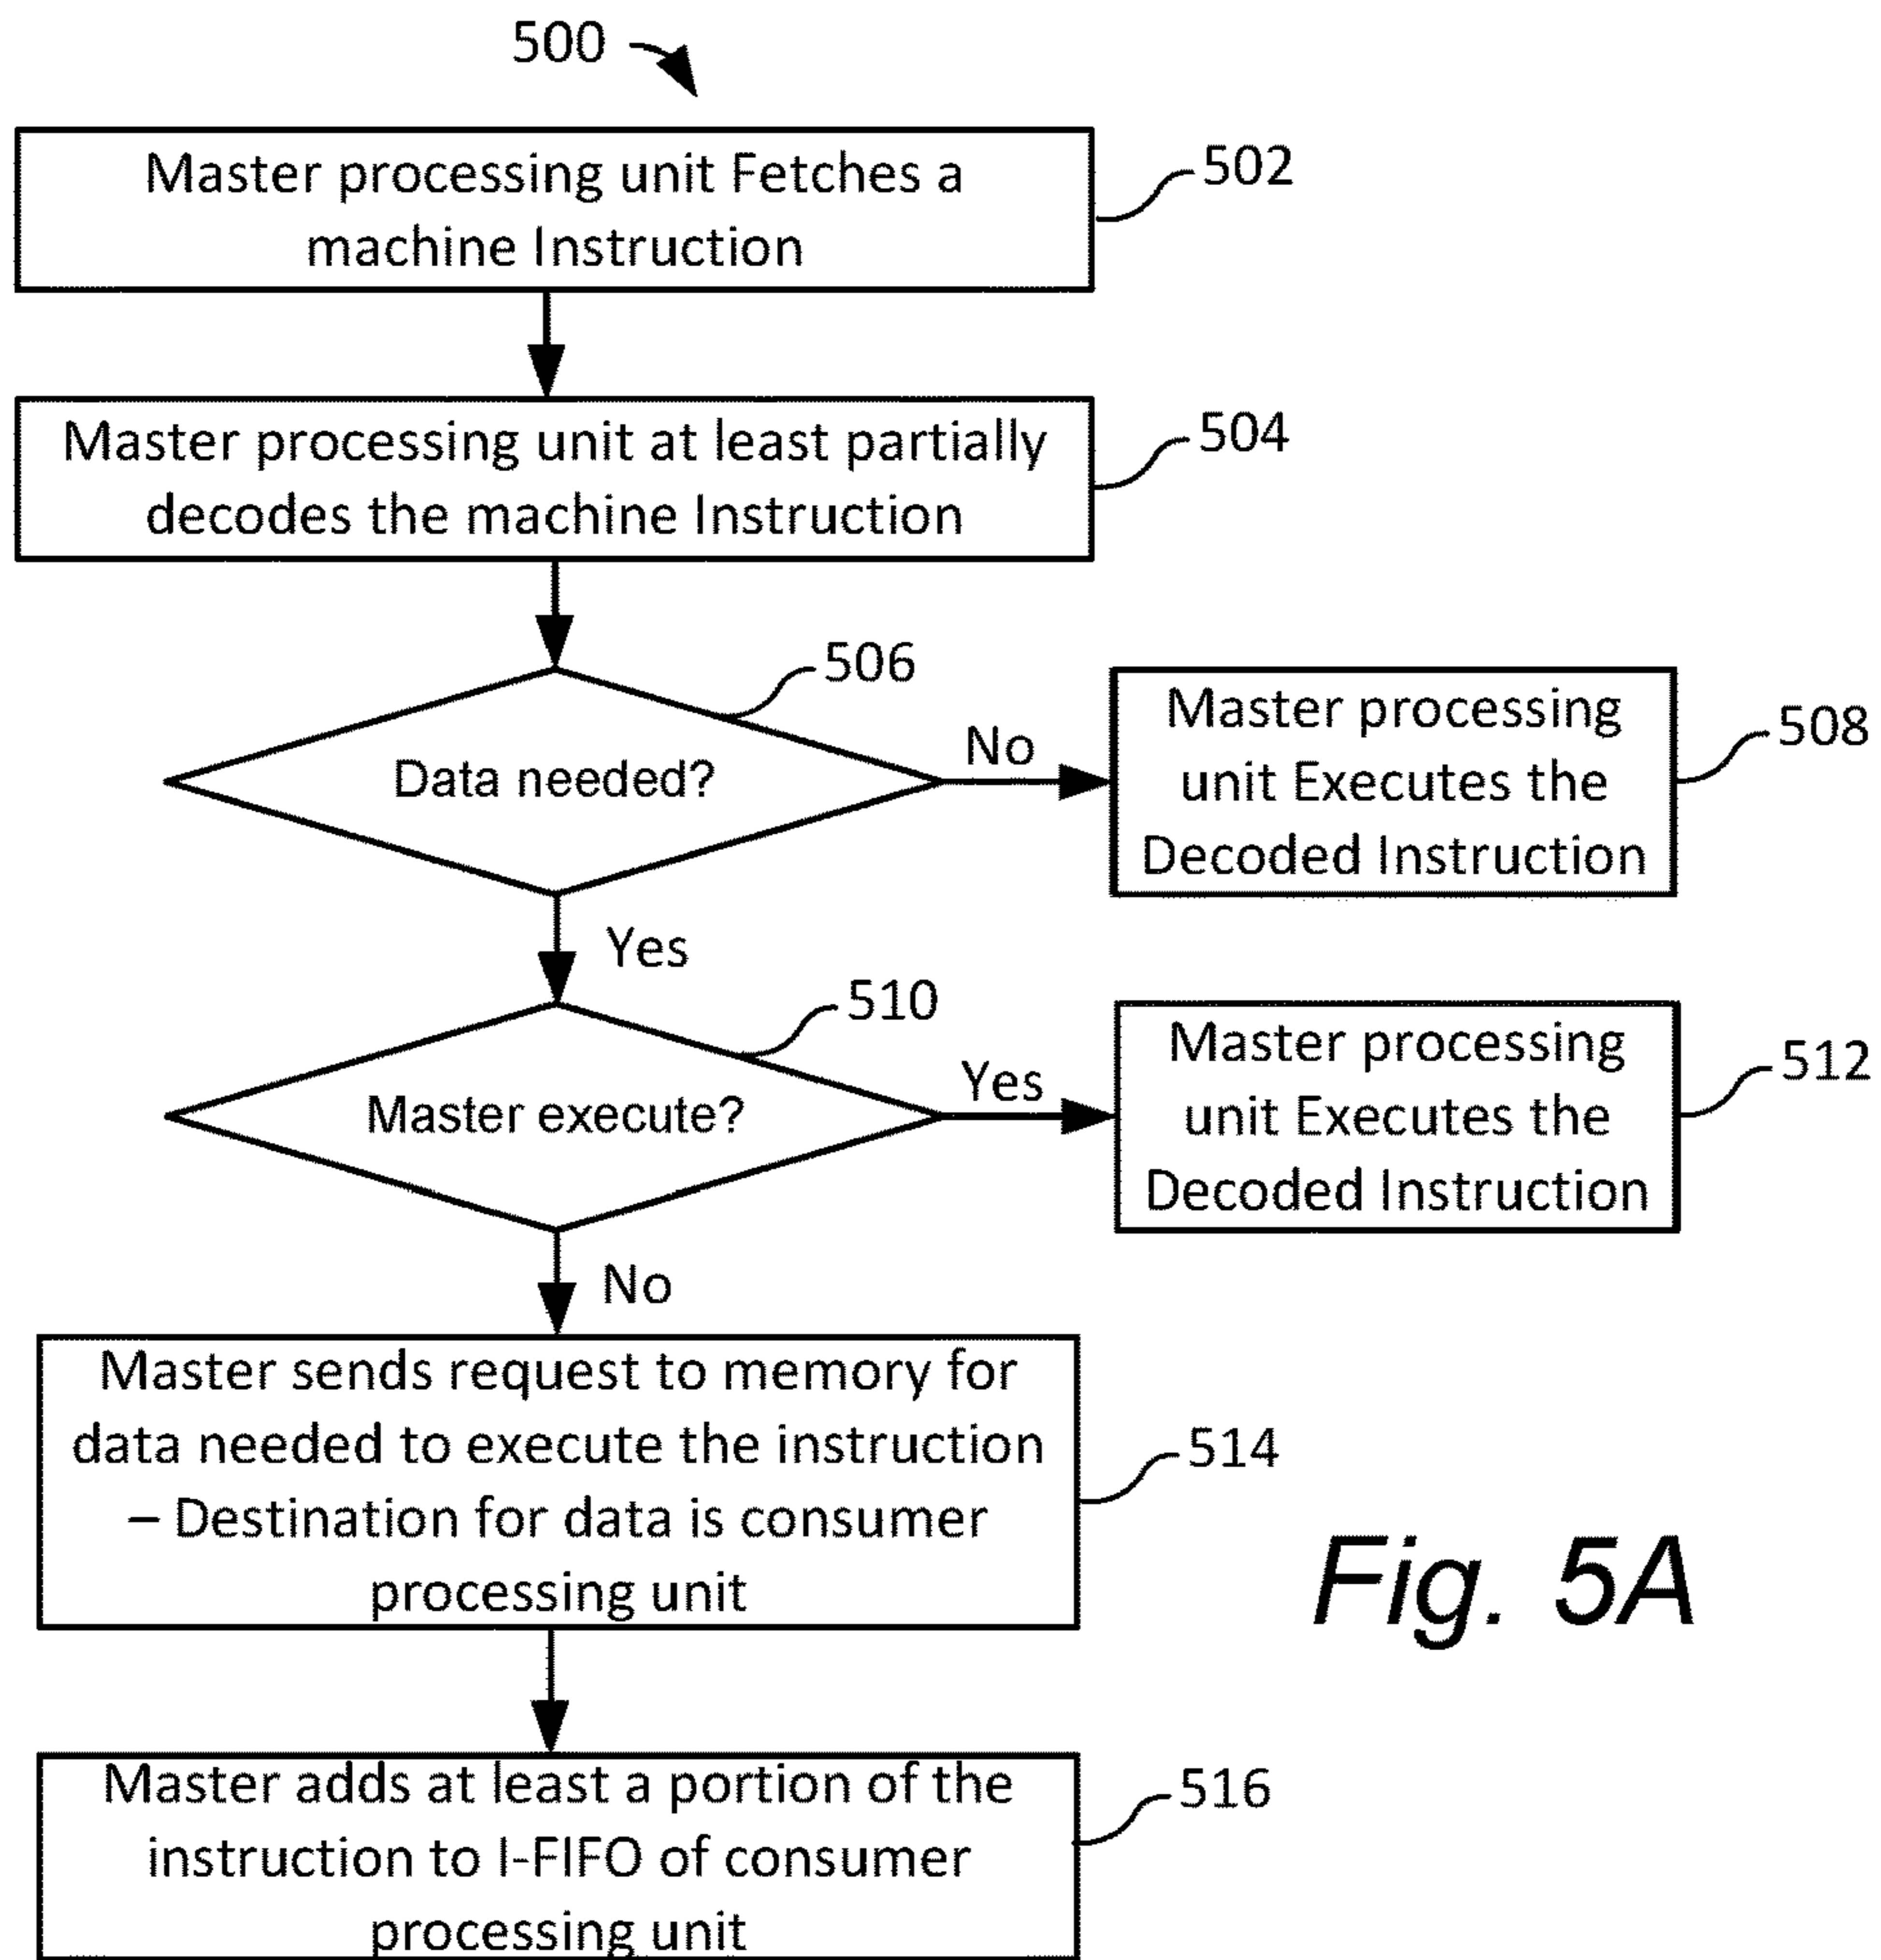 500
Master processing unit Fetches a
machine Instruction
502
Master processing unit at least partially
decodes the machine Instruction
504
506
Data needed?
No
Master processing
unit Executes the
Decoded Instruction
508
Yes
510
Master execute?
Yes
Master processing
unit Executes the
Decoded Instruction
512
No
Master sends request to memory for
data needed to execute the instruction
– Destination for data is consumer
processing unit
514
Fig. 5A
Master adds at least a portion of the
instruction to I-FIFO of consumer
processing unit
516